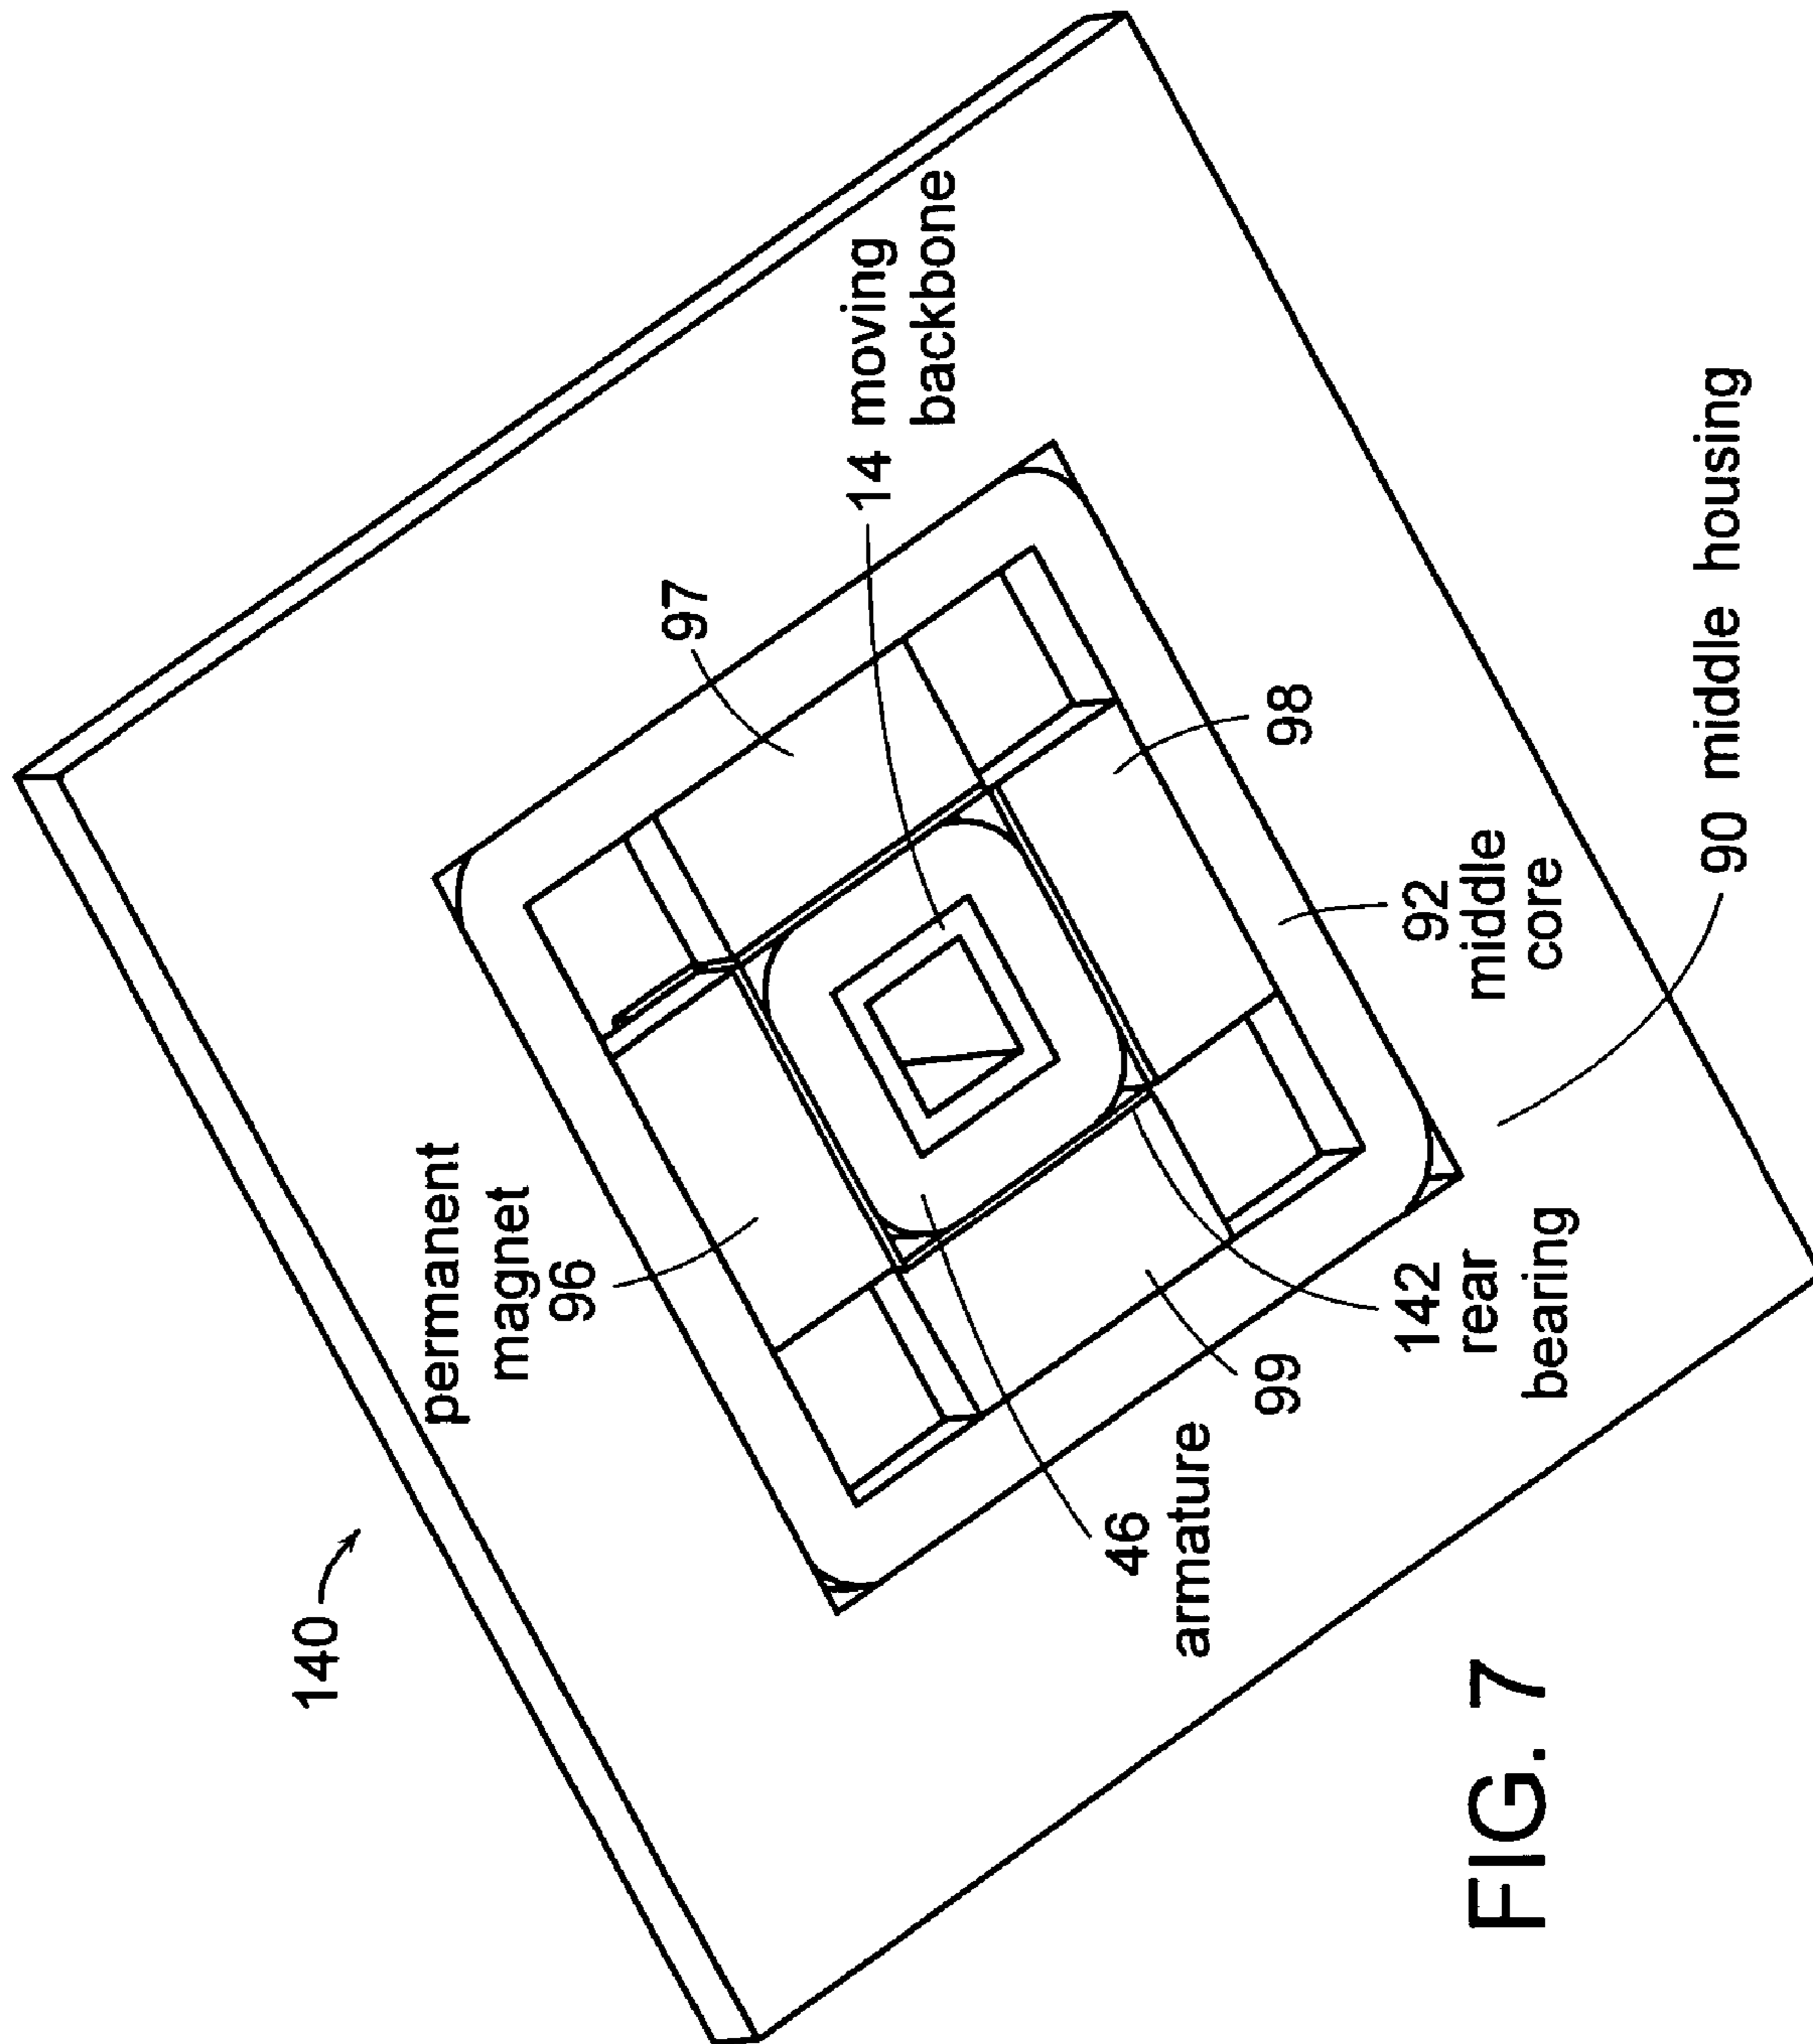 140
permanent
magnet
96
97
14 moving
backbone
46
armature
99
142
rear
bearing
98
92
middle
core
90 middle housing
FIG. 7